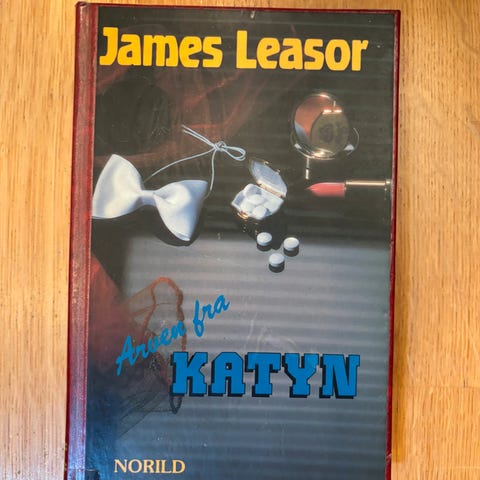 James Leasor
Arven fra
KATYN
NORILD